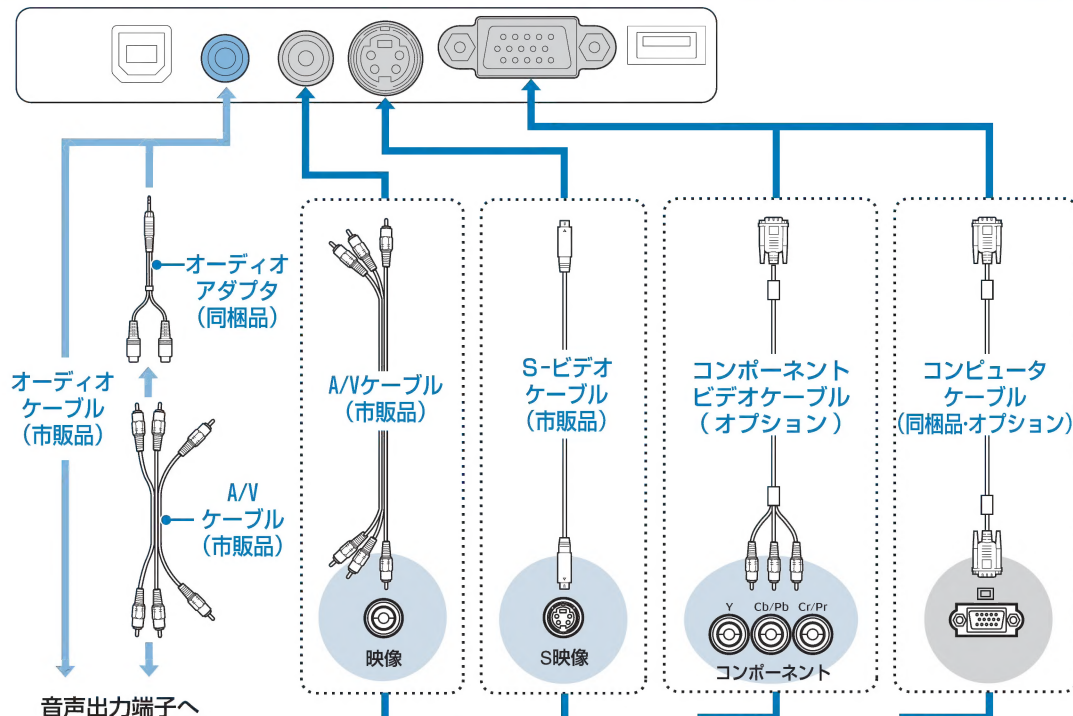 オーディオ
アダプタ
（同梱品）
オーディオ
ケーブル
（市販品）
A/V
ケーブル
（市販品）
音声出力端子へ
A/Vケーブル
（市販品）
映像
S-ビデオ
ケーブル
（市販品）
S映像
コンポーネント
ビデオケーブル
（オプション）
Y Cb/Pb Cr/Pr
コンポーネント
コンピュータ
ケーブル
（同梱品・オプション）